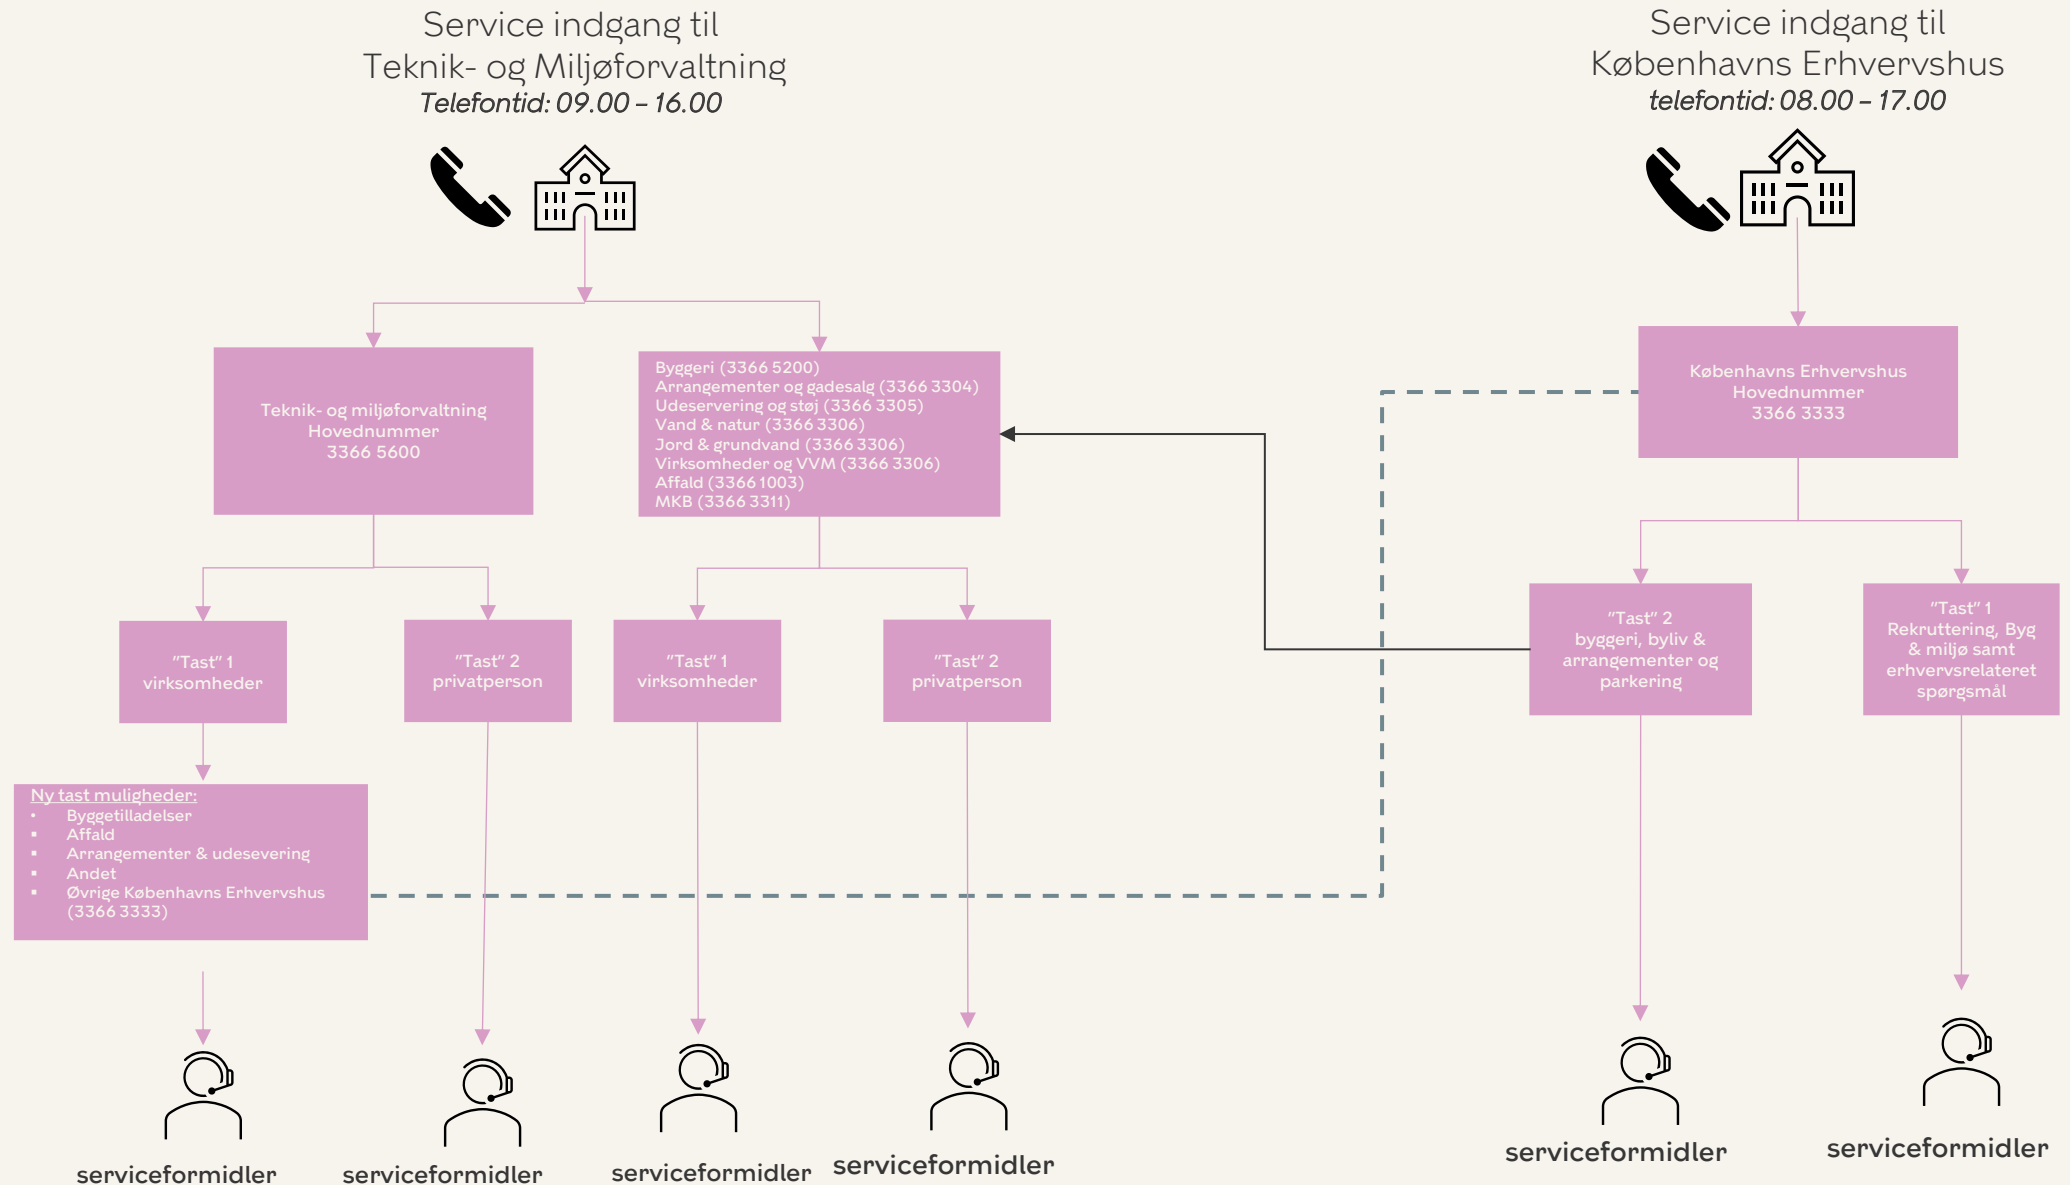 Service indgang til
Teknik- og Miljøforvaltning
Telefontid: 09.00 – 16.00
Service indgang til
Københavns Erhvervshus
telefontid: 08.00 – 17.00
Teknik- og miljøforvaltning
Hovednummer
3366 5600
Byggeri (3366 5200)
Arrangementer og gadesalg (3366 3304)
Udeservering og støj (3366 3305)
Vand & natur (3366 3306)
Jord & grundvand (3366 3306)
Virksomheder og VVM (3366 3306)
Affald (3366 1003)
MKB (3366 3311)
Københavns Erhvervshus
Hovednummer
3366 3333
”Tast” 1
virksomheder
”Tast” 2
privatperson
”Tast” 1
virksomheder
”Tast” 2
privatperson
”Tast” 2
byggeri, byliv &
arrangementer og
parkering
”Tast” 1
Rekruttering, Byg
& miljø samt
erhvervsrelateret
spørgsmål
Ny tast muligheder:
• Byggetilladelser
▪ Affald
▪ Arrangementer & udesevering
▪ Andet
▪ Øvrige Københavns Erhvervshus
(3366 3333)
serviceformidler
serviceformidler
serviceformidler
serviceformidler
serviceformidler
serviceformidler